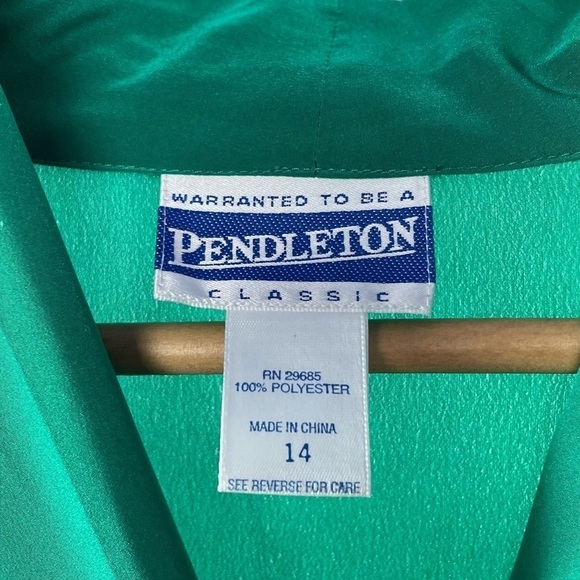 WARRANTED TO BE A
PENDLETON
CLASSIC
RN 29685
100% POLYESTER
MADE IN CHINA
14
SEE REVERSE FOR CARE